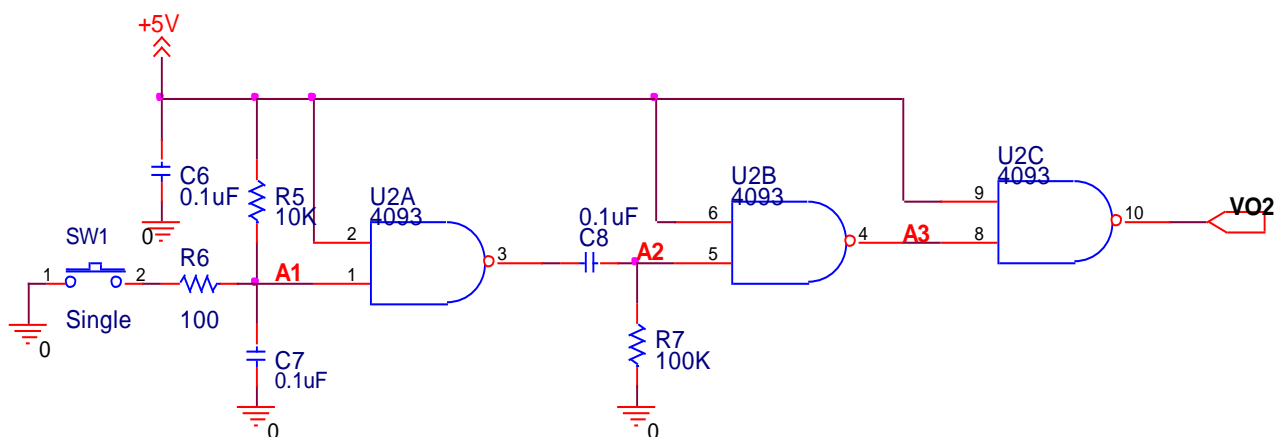 +5V
C6
0.1uF
0
R5
10K
U2A
4093
2
1
3
SW1
1
2
Single
0
R6
100
A1
C7
0.1uF
0
0.1uF
C8
A2
R7
100K
0
U2B
4093
6
5
4
A3
U2C
4093
9
8
10
VO2